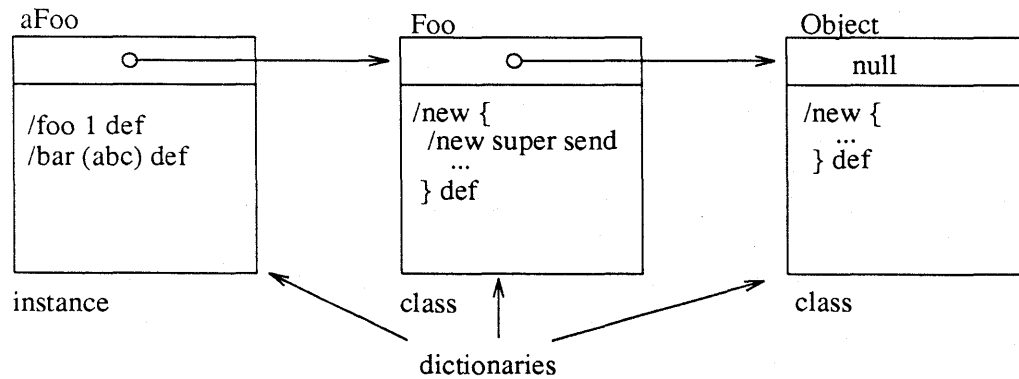 aFoo
Foo
Object
null
/foo 1 def
/bar (abc) def
/new {
/new super send
...
} def
/new {
...
} def
instance
class
class
dictionaries